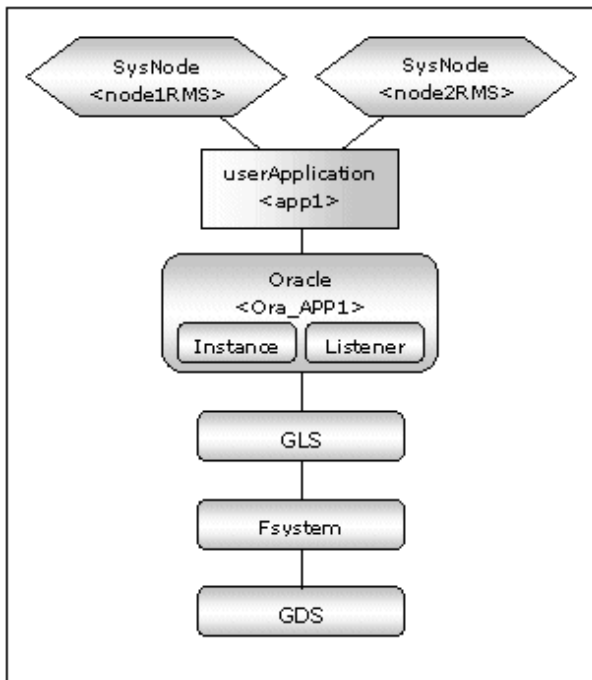 SysNode
<node1RMS>
SysNode
<node2RMS>
userApplication
<app1>
Oracle
<Ora_APP1>
Instance
Listener
GLS
Fsystem
GDS